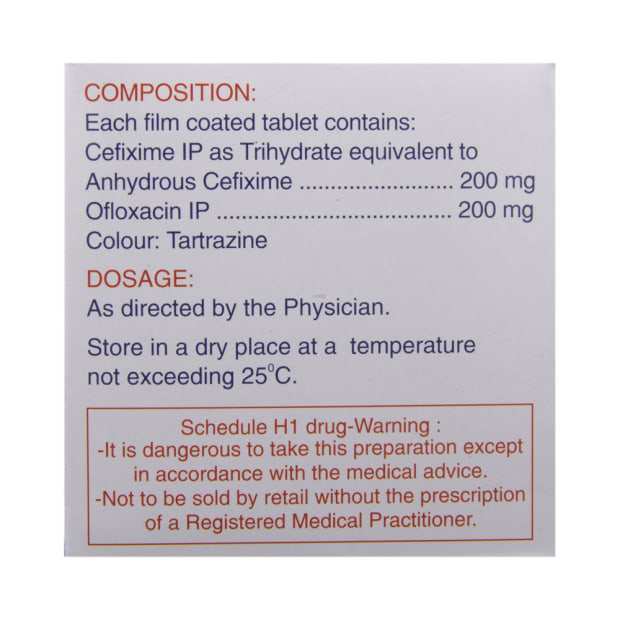 COMPOSITION:
Each film coated tablet contains:
Cefixime IP as Trihydrate equivalent to
Anhydrous Cefixime ......................... 200 mg
Ofloxacin IP ...................................... 200 mg
Colour: Tartrazine
DOSAGE:
As directed by the Physician.
Store in a dry place at a temperature
not exceeding 25⁰C.
Schedule H1 drug-Warning :
-It is dangerous to take this preparation except
in accordance with the medical advice.
-Not to be sold by retail without the prescription
of a Registered Medical Practitioner.